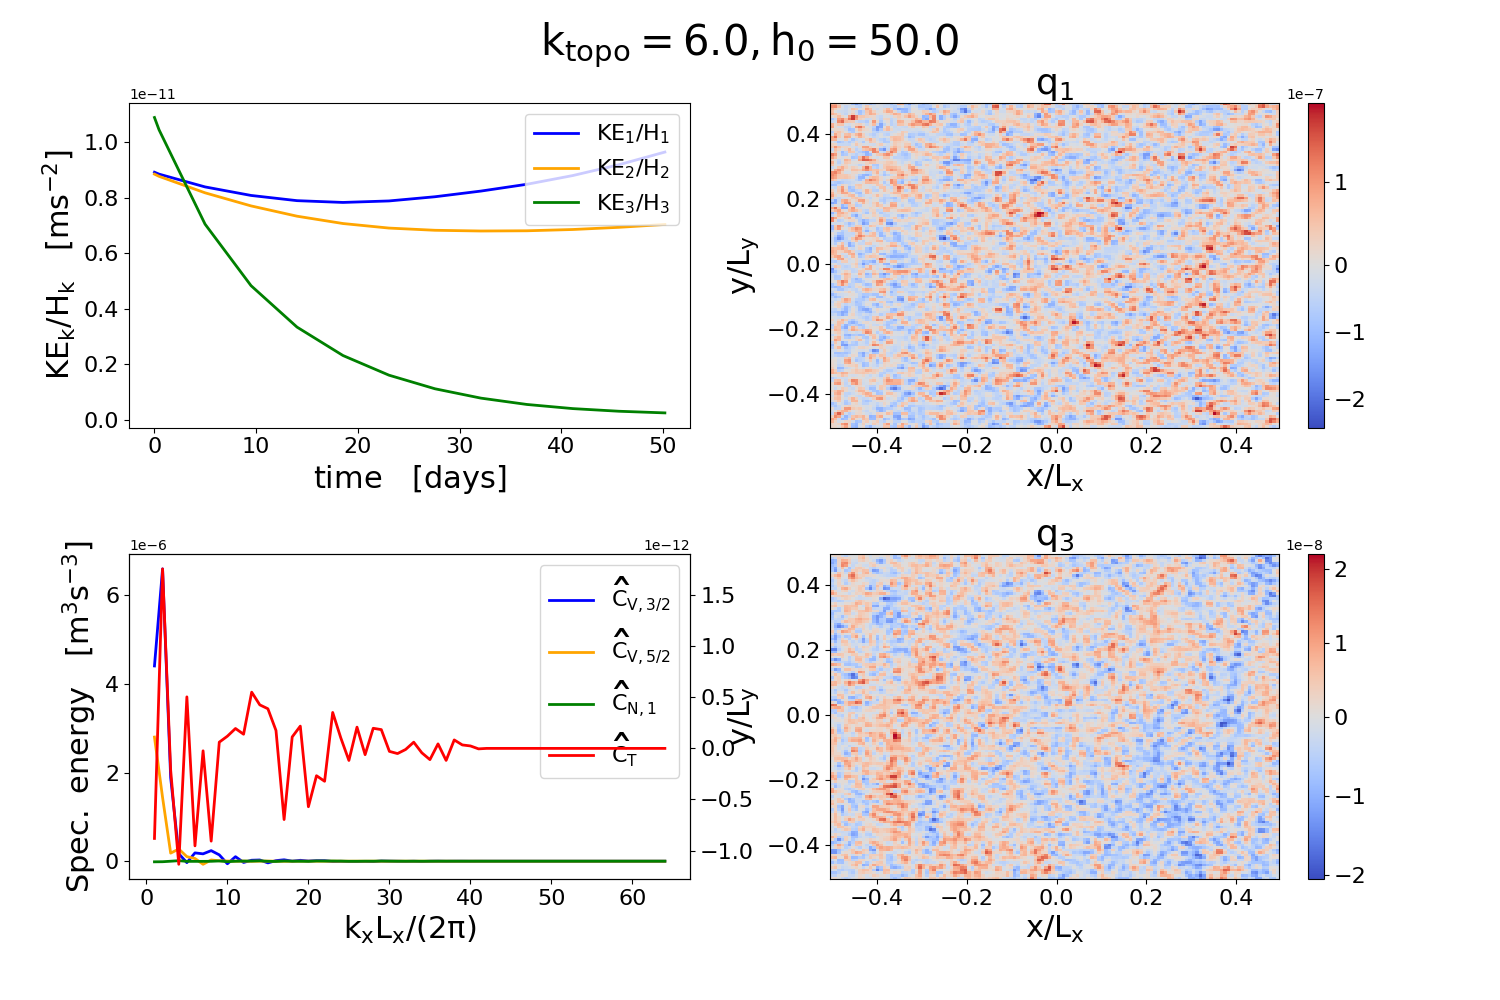 k_topo = 6.0, h_0 = 50.0
1e−11
1.0
0.8
0.6
0.4
0.2
0.0
KE_k/H_k [ms^−2]
KE_1/H_1
KE_2/H_2
KE_3/H_3
0 10 20 30 40 50
time [days]
q_1
1e−7
0.4
0.2
0.0
−0.2
−0.4
y/L_y
−0.4 −0.2 0.0 0.2 0.4
x/L_x
1
0
−1
−2
1e−6
1e−12
6
4
2
0
Spec. energy [m^3s^−3]
Ĉ_V,3/2
Ĉ_V,5/2
Ĉ_N,1
Ĉ_T
1.5
1.0
0.5
0.0
−0.5
−1.0
0 10 20 30 40 50 60
k_xL_x/(2π)
q_3
1e−8
0.4
0.2
0.0
−0.2
−0.4
y/L_y
−0.4 −0.2 0.0 0.2 0.4
x/L_x
2
1
0
−1
−2